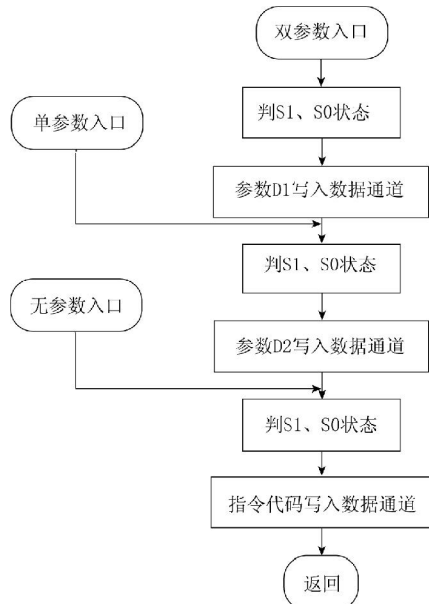 双参数入口
单参数入口
判S1、S0状态
参数D1写入数据通道
判S1、S0状态
无参数入口
参数D2写入数据通道
判S1、S0状态
指令代码写入数据通道
返回